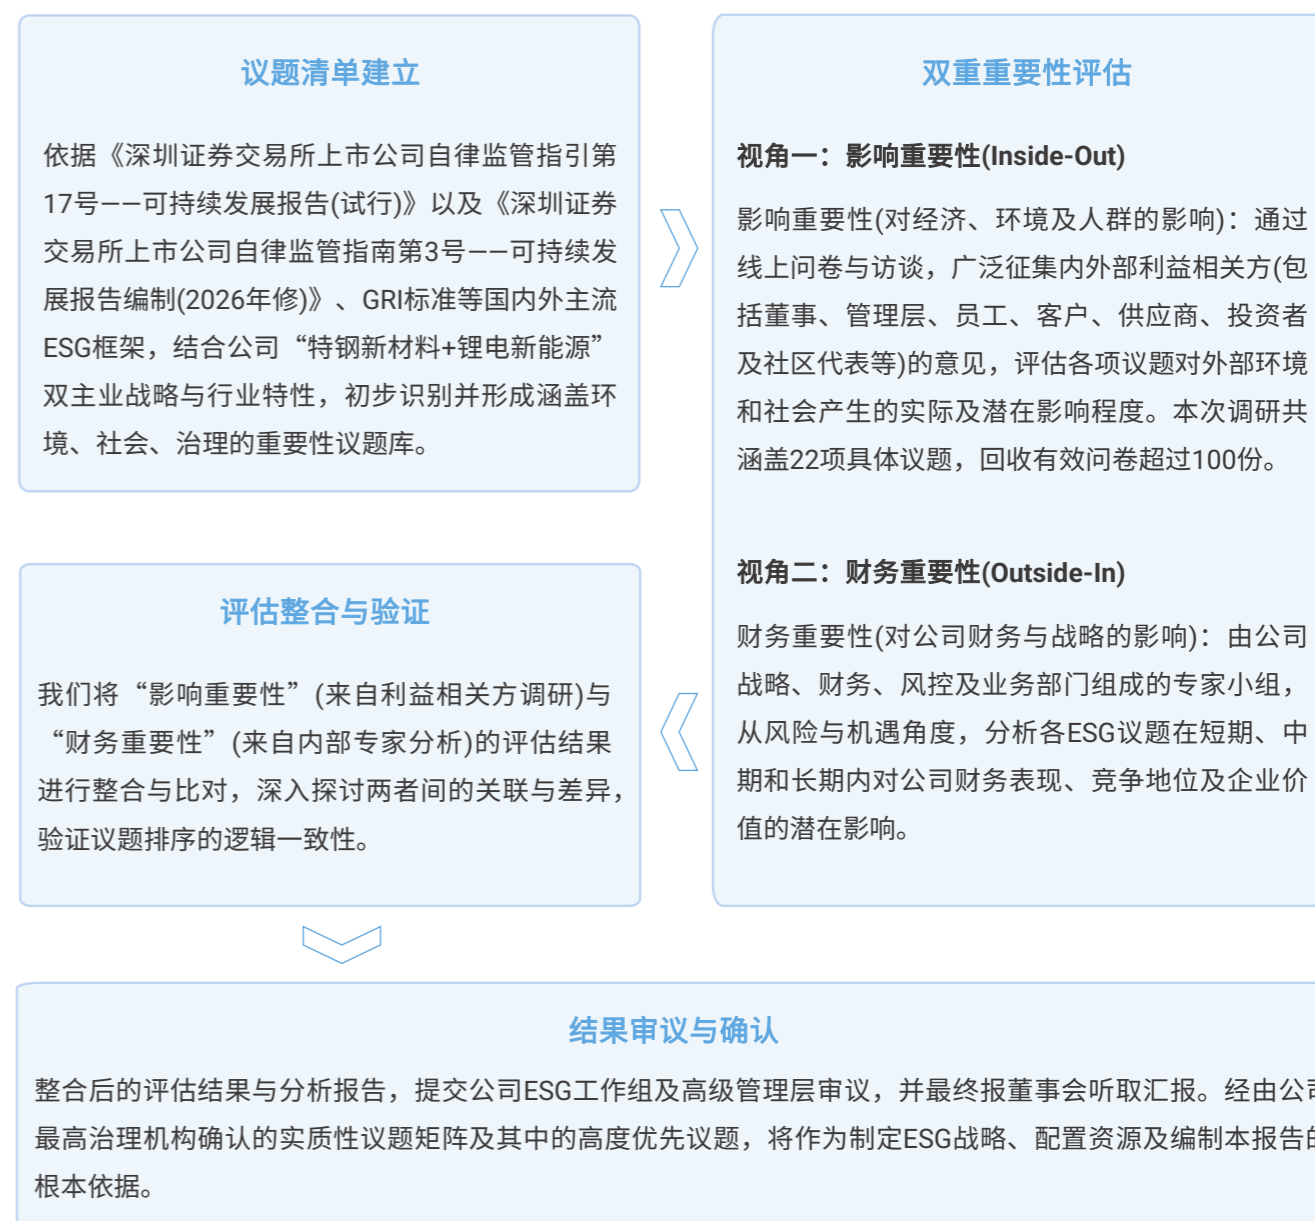 议题清单建立
依据《深圳证券交易所上市公司自律监管指引第
17号——可持续发展报告(试行)》以及《深圳证券
交易所上市公司自律监管指南第3号——可持续发
展报告编制(2026年修)》、GRI标准等国内外主流
ESG框架，结合公司“特钢新材料+锂电新能源”
双主业战略与行业特性，初步识别并形成涵盖环
境、社会、治理的重要性议题库。
双重重要性评估
视角一：影响重要性(Inside-Out)
影响重要性(对经济、环境及人群的影响)：通过
线上问卷与访谈，广泛征集内外部利益相关方(包
括董事、管理层、员工、客户、供应商、投资者
及社区代表等)的意见，评估各项议题对外部环境
和社会产生的实际及潜在影响程度。本次调研共
涵盖22项具体议题，回收有效问卷超过100份。
视角二：财务重要性(Outside-In)
财务重要性(对公司财务与战略的影响)：由公司
战略、财务、风控及业务部门组成的专家小组，
从风险与机遇角度，分析各ESG议题在短期、中
期和长期内对公司财务表现、竞争地位及企业价
值的潜在影响。
评估整合与验证
我们将“影响重要性”(来自利益相关方调研)与
“财务重要性”(来自内部专家分析)的评估结果
进行整合与比对，深入探讨两者间的关联与差异，
验证议题排序的逻辑一致性。
结果审议与确认
整合后的评估结果与分析报告，提交公司ESG工作组及高级管理层审议，并最终报董事会听取汇报。经由公司
最高治理机构确认的实质性议题矩阵及其中的高度优先议题，将作为制定ESG战略、配置资源及编制本报告的
根本依据。